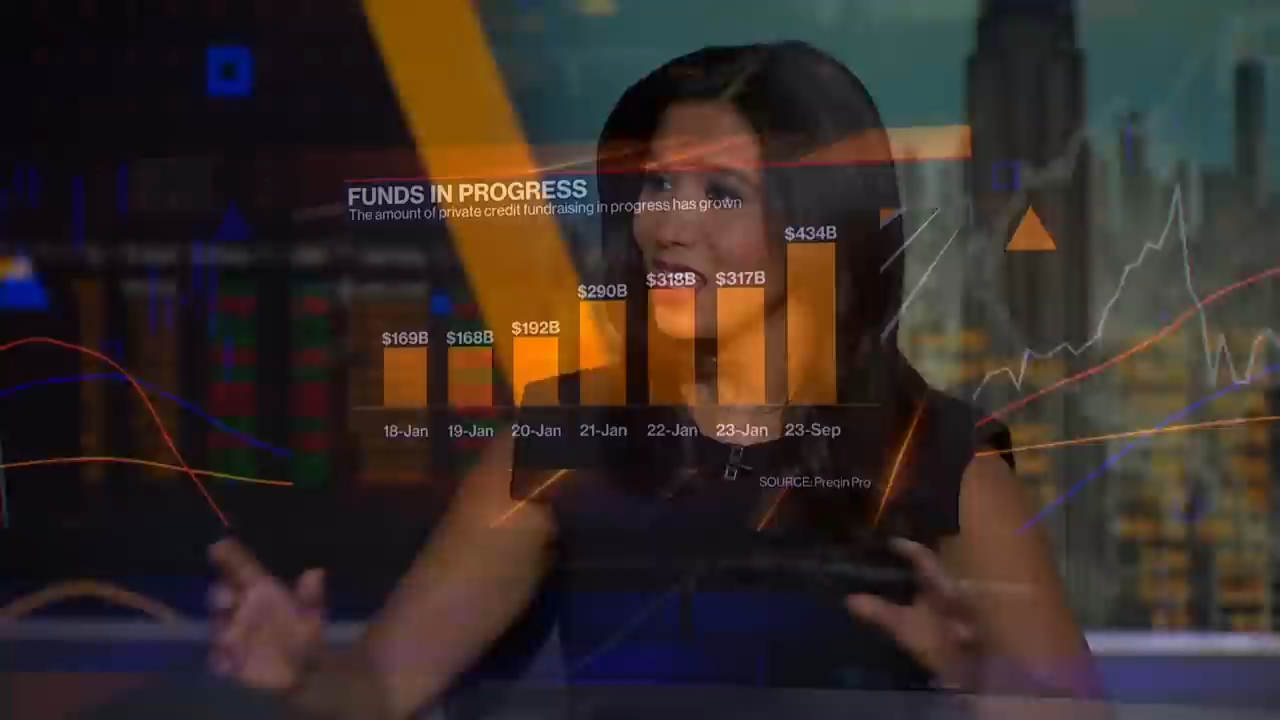 FUNDS IN PROGRESS
The amount of private credit fundraising in progress has grown
$169B $168B $192B $290B $318B $317B $434B
18-Jan 19-Jan 20-Jan 21-Jan 22-Jan 23-Jan 23-Sep
SOURCE: Preqin Pro